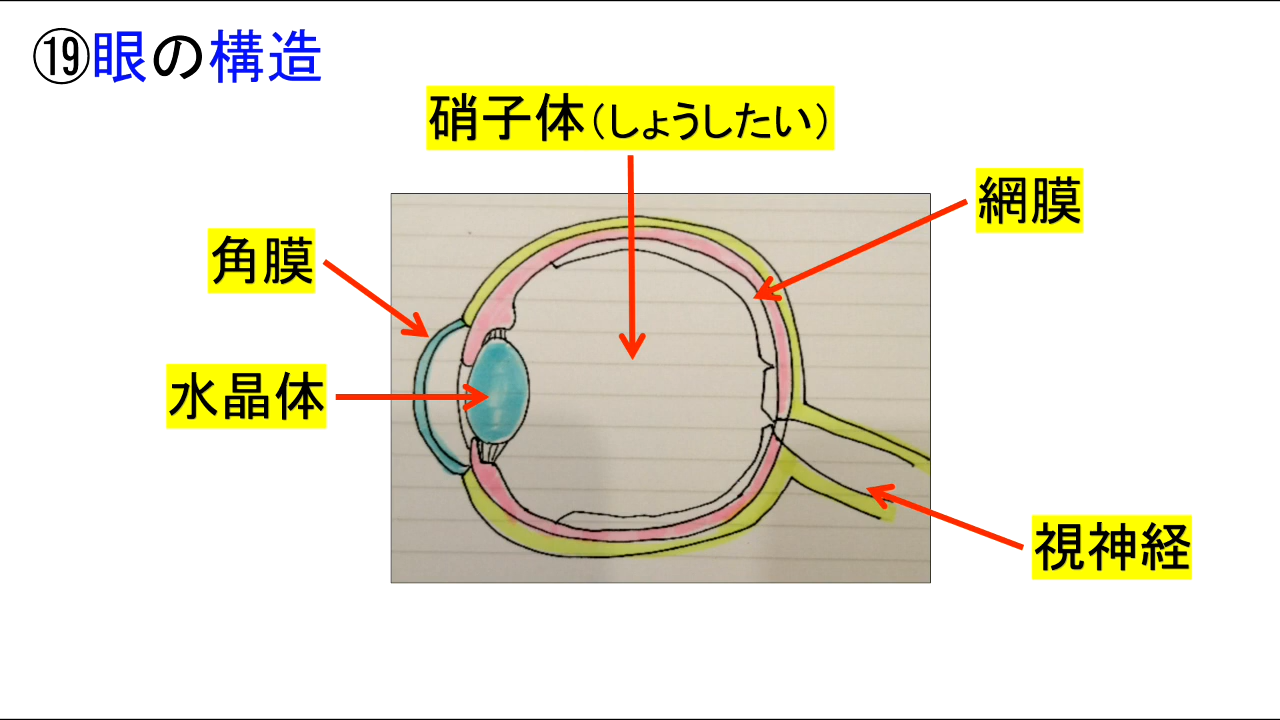 ⑲眼の構造
硝子体(しょうしたい)
網膜
角膜
水晶体
視神経